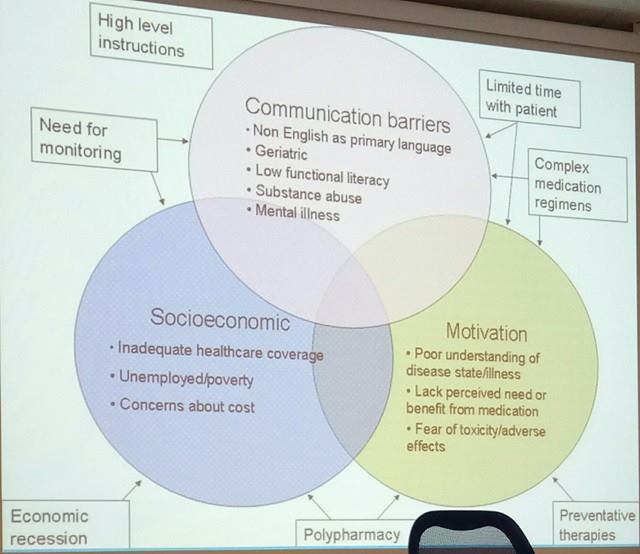 High level
instructions
Need for
monitoring
Limited time
with patient
Complex
medication
regimens
Communication barriers
• Non English as primary language
• Geriatric
• Low functional literacy
• Substance abuse
• Mental illness
Socioeconomic
• Inadequate healthcare coverage
• Unemployed/poverty
• Concerns about cost
Motivation
• Poor understanding of
disease state/illness
• Lack perceived need or
benefit from medication
• Fear of toxicity/adverse
effects
Economic
recession
Polypharmacy
Preventative
therapies